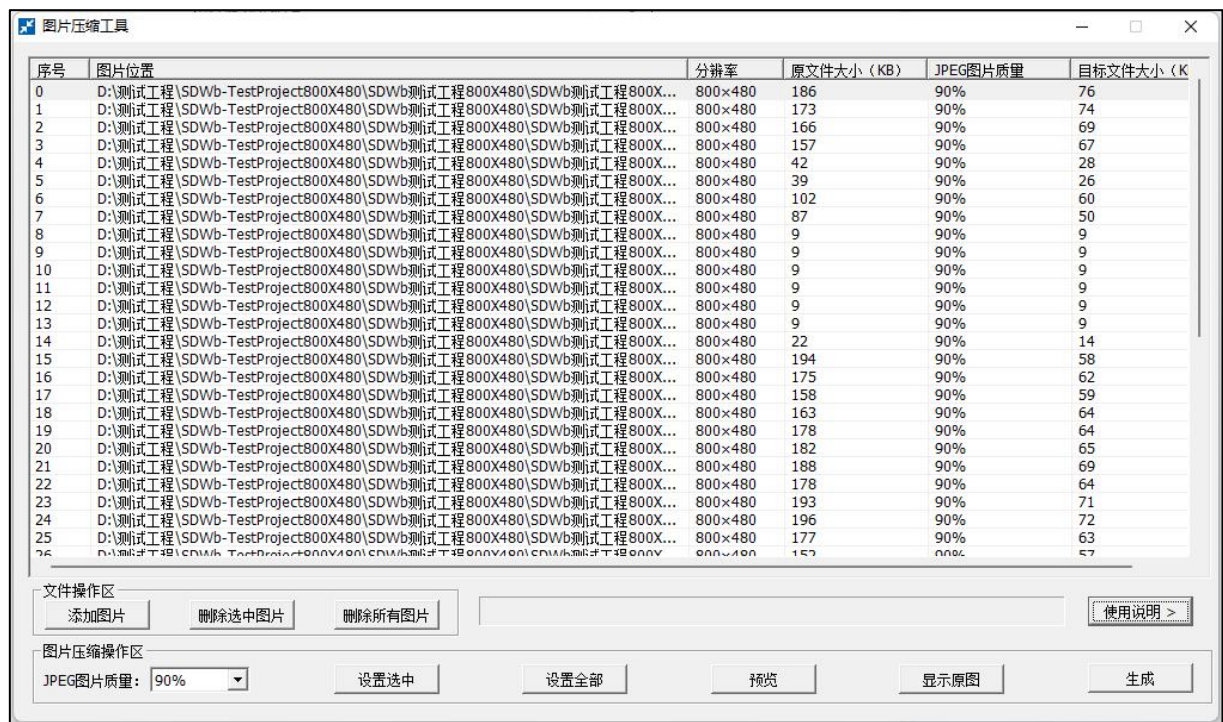 图片压缩工具
序号 图片位置 分辨率 原文件大小（KB） JPEG图片质量 目标文件大小（K
0 D:\测试工程\SDWb-TestProject800X480\SDWb测试工程800X480\SDWb测试工程800X... 800×480 186 90% 76
1 D:\测试工程\SDWb-TestProject800X480\SDWb测试工程800X480\SDWb测试工程800X... 800×480 173 90% 74
2 D:\测试工程\SDWb-TestProject800X480\SDWb测试工程800X480\SDWb测试工程800X... 800×480 166 90% 69
3 D:\测试工程\SDWb-TestProject800X480\SDWb测试工程800X480\SDWb测试工程800X... 800×480 157 90% 67
4 D:\测试工程\SDWb-TestProject800X480\SDWb测试工程800X480\SDWb测试工程800X... 800×480 42 90% 28
5 D:\测试工程\SDWb-TestProject800X480\SDWb测试工程800X480\SDWb测试工程800X... 800×480 39 90% 26
6 D:\测试工程\SDWb-TestProject800X480\SDWb测试工程800X480\SDWb测试工程800X... 800×480 102 90% 60
7 D:\测试工程\SDWb-TestProject800X480\SDWb测试工程800X480\SDWb测试工程800X... 800×480 87 90% 50
8 D:\测试工程\SDWb-TestProject800X480\SDWb测试工程800X480\SDWb测试工程800X... 800×480 9 90% 9
9 D:\测试工程\SDWb-TestProject800X480\SDWb测试工程800X480\SDWb测试工程800X... 800×480 9 90% 9
10 D:\测试工程\SDWb-TestProject800X480\SDWb测试工程800X480\SDWb测试工程800X... 800×480 9 90% 9
11 D:\测试工程\SDWb-TestProject800X480\SDWb测试工程800X480\SDWb测试工程800X... 800×480 9 90% 9
12 D:\测试工程\SDWb-TestProject800X480\SDWb测试工程800X480\SDWb测试工程800X... 800×480 9 90% 9
13 D:\测试工程\SDWb-TestProject800X480\SDWb测试工程800X480\SDWb测试工程800X... 800×480 9 90% 9
14 D:\测试工程\SDWb-TestProject800X480\SDWb测试工程800X480\SDWb测试工程800X... 800×480 22 90% 14
15 D:\测试工程\SDWb-TestProject800X480\SDWb测试工程800X480\SDWb测试工程800X... 800×480 194 90% 58
16 D:\测试工程\SDWb-TestProject800X480\SDWb测试工程800X480\SDWb测试工程800X... 800×480 175 90% 62
17 D:\测试工程\SDWb-TestProject800X480\SDWb测试工程800X480\SDWb测试工程800X... 800×480 158 90% 59
18 D:\测试工程\SDWb-TestProject800X480\SDWb测试工程800X480\SDWb测试工程800X... 800×480 163 90% 64
19 D:\测试工程\SDWb-TestProject800X480\SDWb测试工程800X480\SDWb测试工程800X... 800×480 178 90% 64
20 D:\测试工程\SDWb-TestProject800X480\SDWb测试工程800X480\SDWb测试工程800X... 800×480 182 90% 65
21 D:\测试工程\SDWb-TestProject800X480\SDWb测试工程800X480\SDWb测试工程800X... 800×480 188 90% 69
22 D:\测试工程\SDWb-TestProject800X480\SDWb测试工程800X480\SDWb测试工程800X... 800×480 178 90% 64
23 D:\测试工程\SDWb-TestProject800X480\SDWb测试工程800X480\SDWb测试工程800X... 800×480 193 90% 71
24 D:\测试工程\SDWb-TestProject800X480\SDWb测试工程800X480\SDWb测试工程800X... 800×480 196 90% 72
25 D:\测试工程\SDWb-TestProject800X480\SDWb测试工程800X480\SDWb测试工程800X... 800×480 177 90% 63
26 D:\测试工程\SDWb-TestProject800X480\SDWb测试工程800X480\SDWb测试工程800X... 800×480 152 90% 57
文件操作区
添加图片 删除选中图片 删除所有图片 使用说明 >
图片压缩操作区
JPEG图片质量： 90% 设置选中 设置全部 预览 显示原图 生成